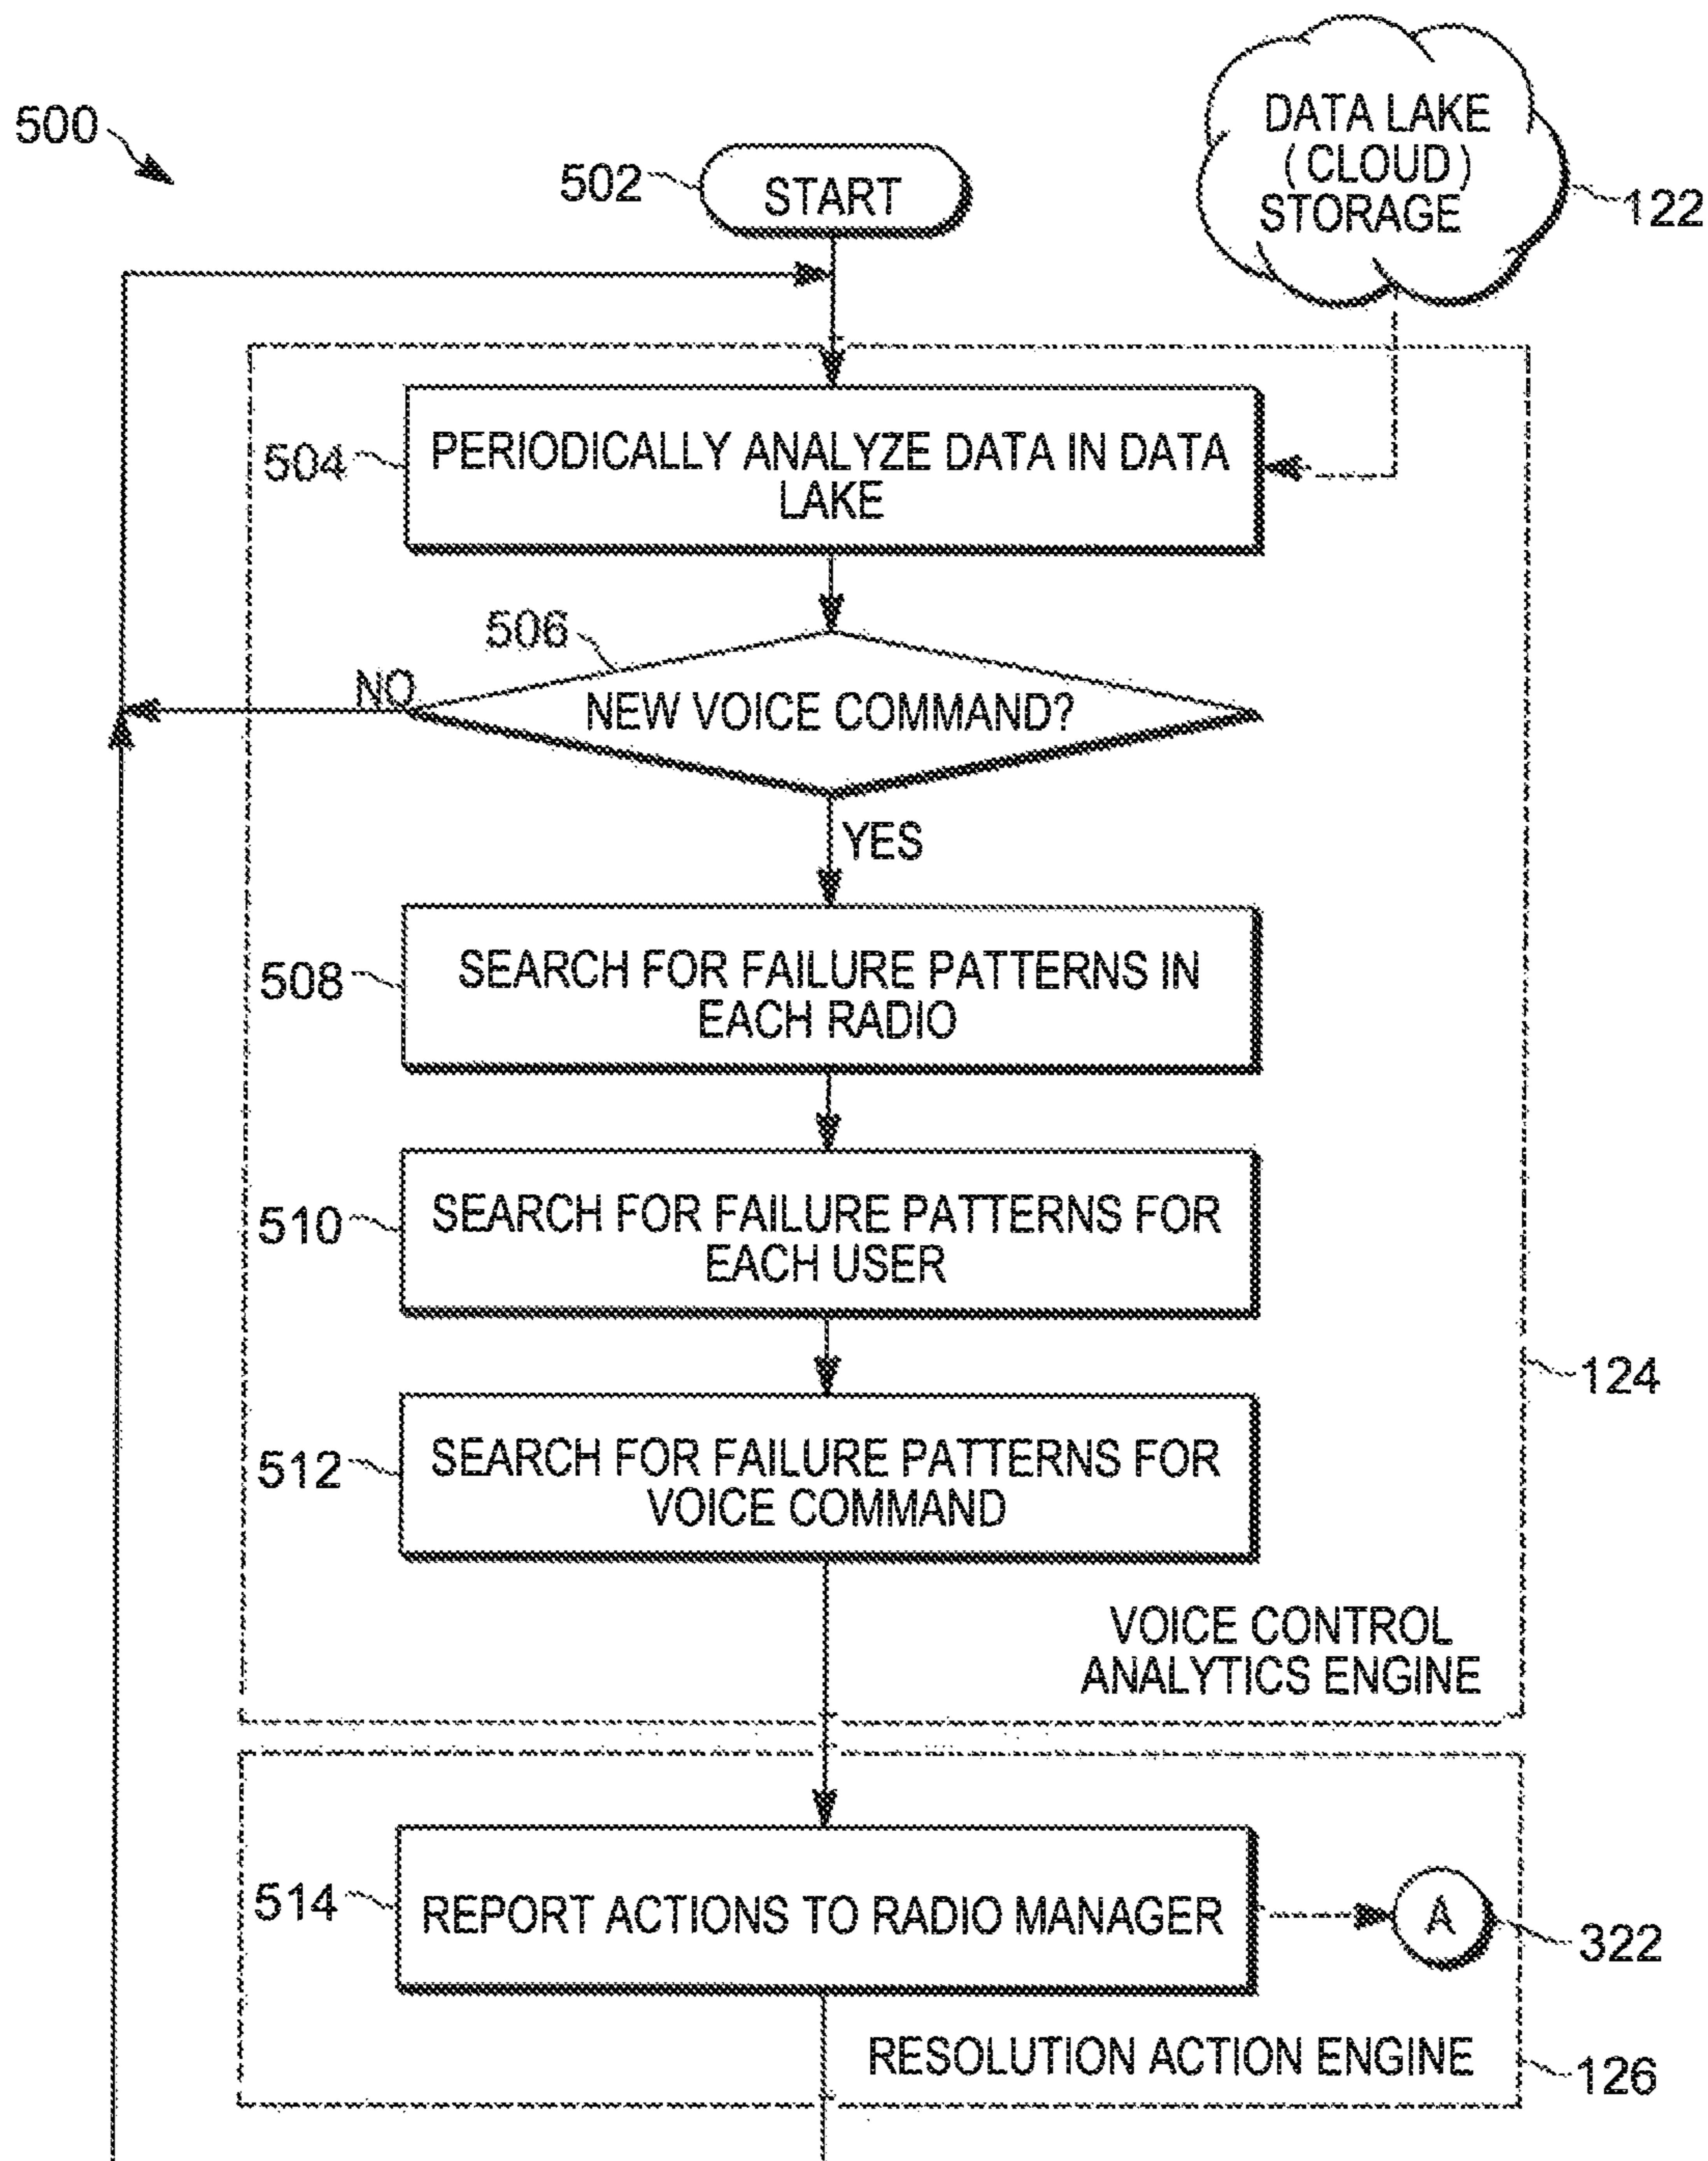 500
502
START
DATA LAKE
(CLOUD)
STORAGE
122
504
PERIODICALLY ANALYZE DATA IN DATA
LAKE
506
NO
NEW VOICE COMMAND?
YES
508
SEARCH FOR FAILURE PATTERNS IN
EACH RADIO
510
SEARCH FOR FAILURE PATTERNS FOR
EACH USER
124
512
SEARCH FOR FAILURE PATTERNS FOR
VOICE COMMAND
VOICE CONTROL
ANALYTICS ENGINE
514
REPORT ACTIONS TO RADIO MANAGER
A
322
RESOLUTION ACTION ENGINE
126